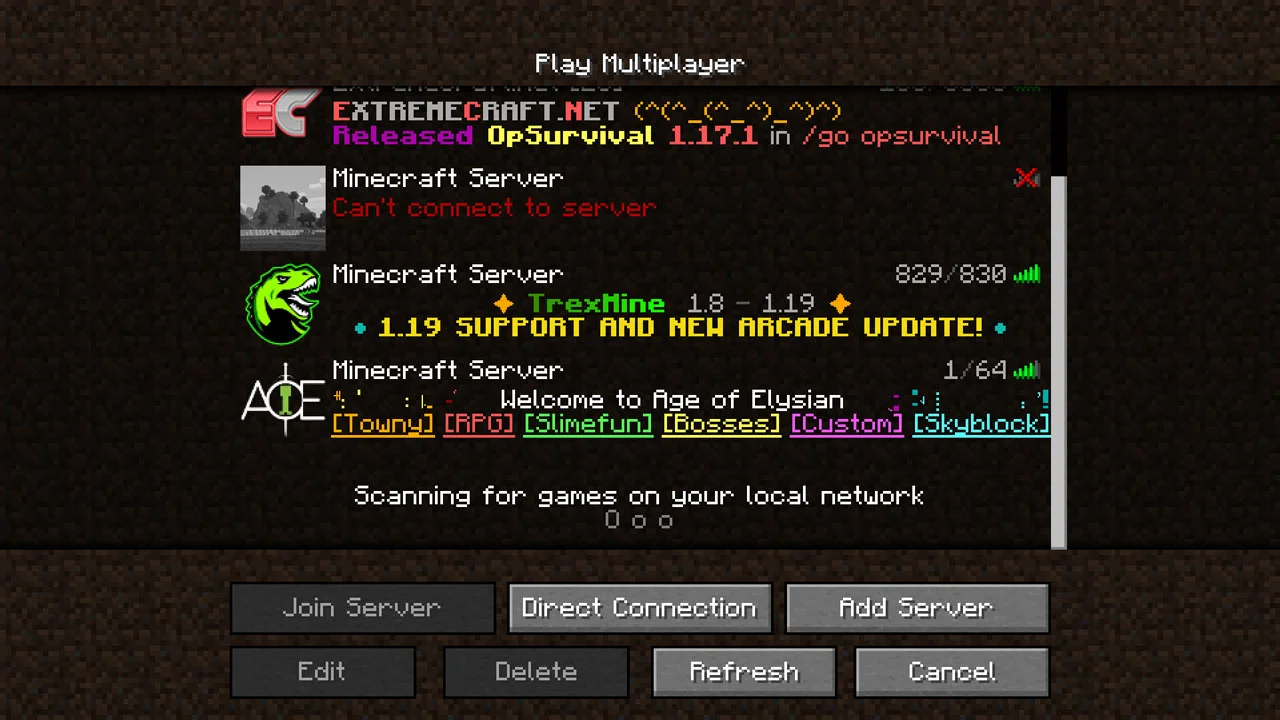 Play Multiplayer
EC
EXTREMECRAFT.NET (^(^_(^_^)_^)^)
Released OpSurvival 1.17.1 in /go opsurvival
Minecraft Server
Can't connect to server
Minecraft Server 829/830
TrexMine 1.8 - 1.19
1.19 SUPPORT AND NEW ARCADE UPDATE!
AOE
Minecraft Server 1/64
Welcome to Age of Elysian
[Towny] [RPG] [Slimefun] [Bosses] [Custom] [Skyblock]
Scanning for games on your local network
O o o
Join Server Direct Connection Add Server
Edit Delete Refresh Cancel